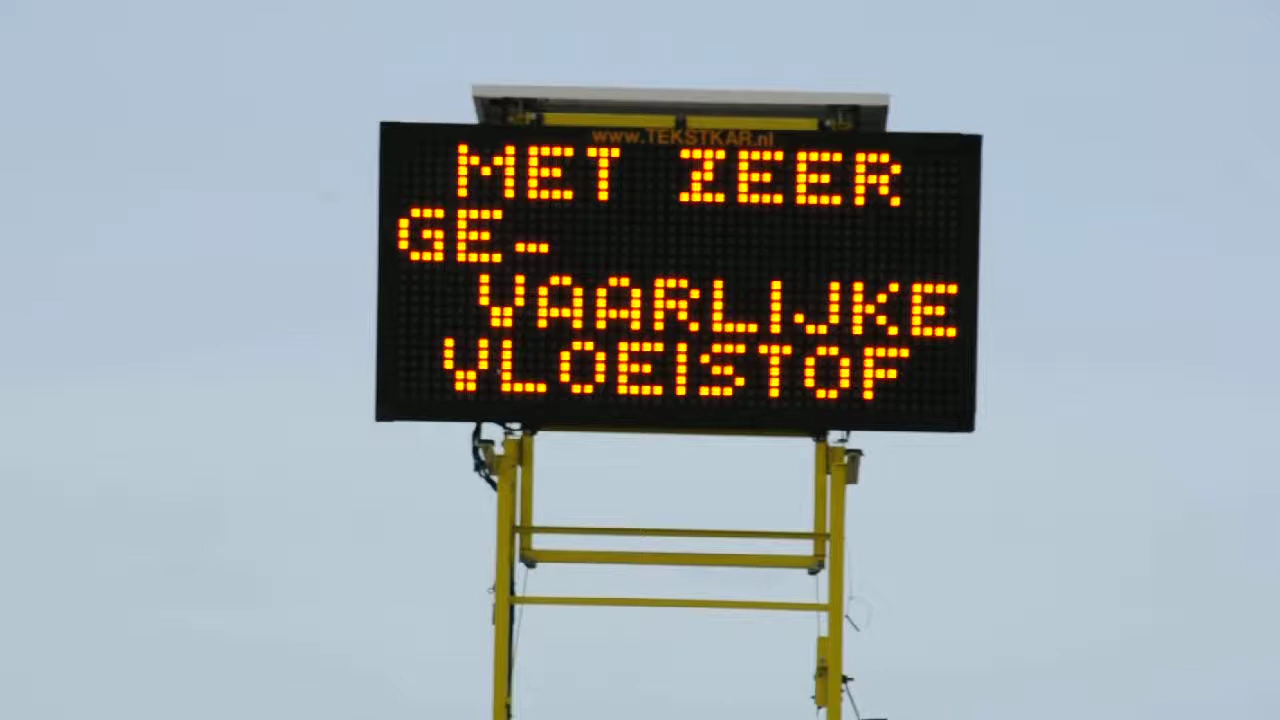 www.TEKSTKAR.nl
MET ZEER
GE-
VAARLIJKE
VLOEISTOF